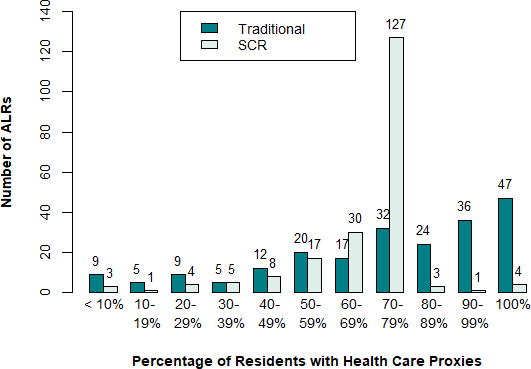 140
120
100
80
60
40
20
0
Number of ALRs
Traditional
SCR
9 3 5 1 9 4 5 5 12 8 20 17 17 30 32 127 24 3 36 1 47 4
< 10% 10- 20- 30- 40- 50- 60- 70- 80- 90- 100%
19% 29% 39% 49% 59% 69% 79% 89% 99%
Percentage of Residents with Health Care Proxies